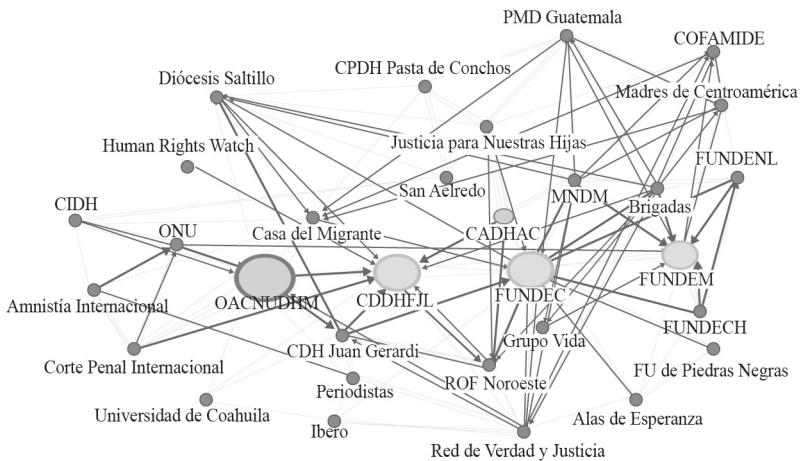 PMD Guatemala
COFAMIDE
CPDH Pasta de Conchos
Diócesis Saltillo
Madres de Centroamérica
Human Rights Watch
Justicia para Nuestras Hijas
FUNDENL
San Aelredo
MNDM
Brigadas
CIDH
ONU
Casa del Migrante
CADHAC
FUNDEM
OACNUDHM
CDDHFJL
FUNDEC
Amnistía Internacional
FUNDECH
Grupo Vida
CDH Juan Gerardi
Corte Penal Internacional
FU de Piedras Negras
ROF Noroeste
Periodistas
Universidad de Coahuila
Alas de Esperanza
Ibero
Red de Verdad y Justicia